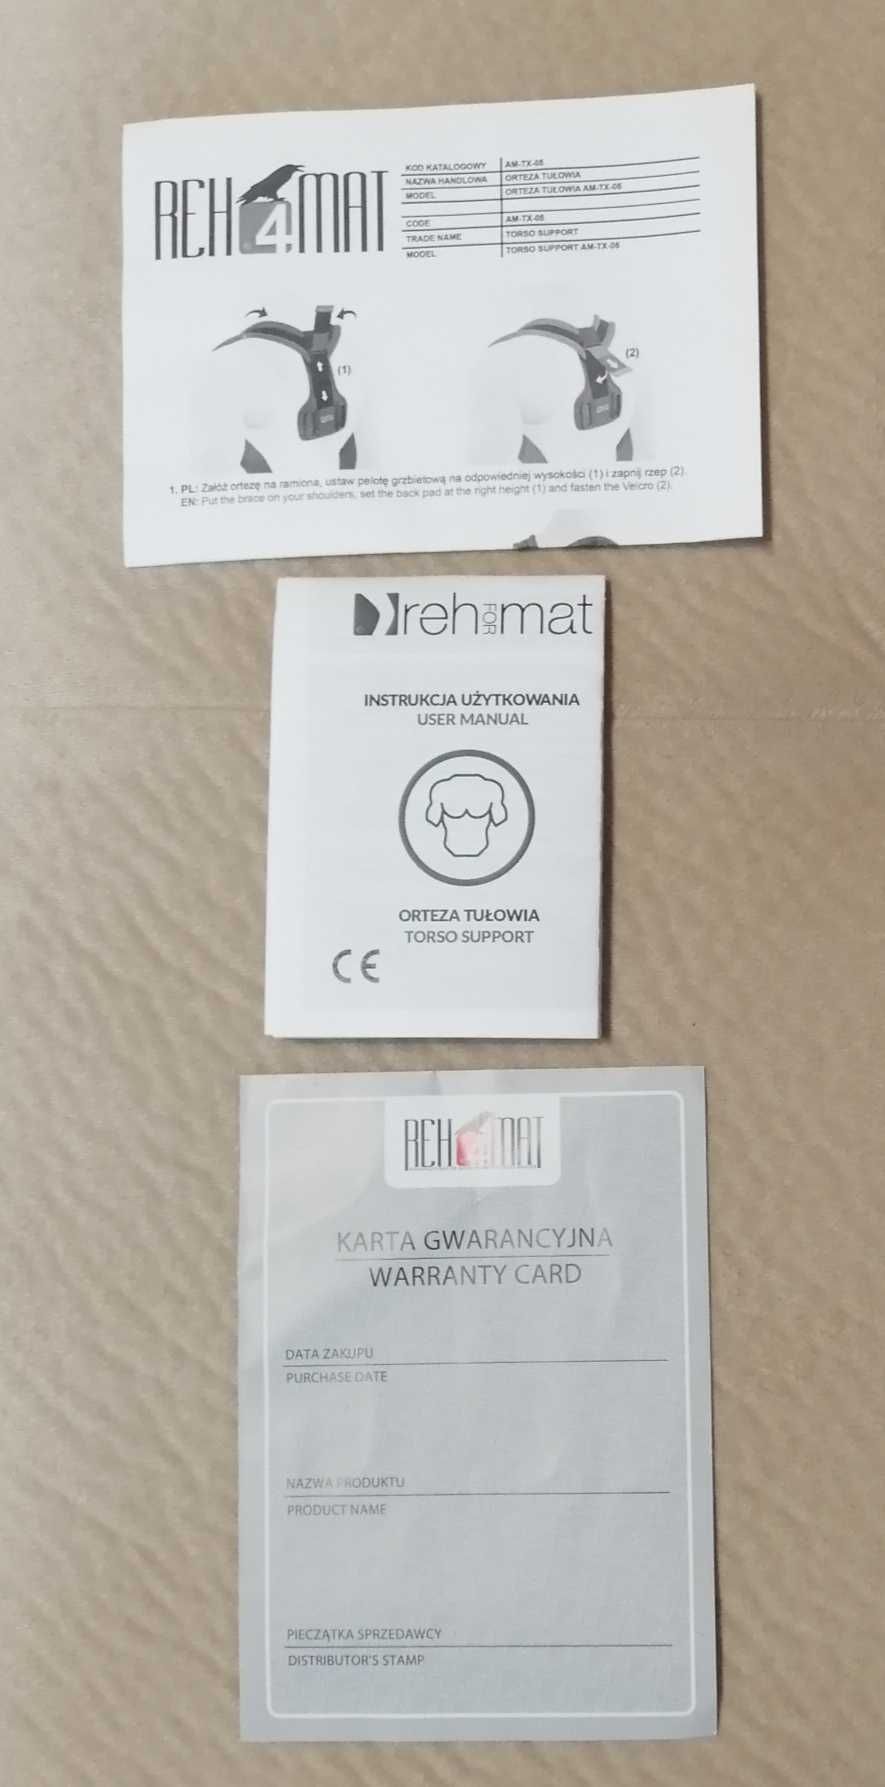 REH4MAT
KOD KATALOGOWY AM-TX-05
NAZWA HANDLOWA ORTEZA TUŁOWIA
MODEL ORTEZA TUŁOWIA AM-TX-05
CODE AM-TX-05
TRADE NAME TORSO SUPPORT
MODEL TORSO SUPPORT AM-TX-05
(1)
(2)
1. PL: Załóż ortezę na ramiona, ustaw pelotę grzbietową na odpowiedniej wysokości (1) i zapnij rzep (2).
EN: Put the brace on your shoulders, set the back pad at the right height (1) and fasten the Velcro (2).
reh FOR mat
INSTRUKCJA UŻYTKOWANIA
USER MANUAL
ORTEZA TUŁOWIA
TORSO SUPPORT
CE
REH4MAT
KARTA GWARANCYJNA
WARRANTY CARD
DATA ZAKUPU
PURCHASE DATE
NAZWA PRODUKTU
PRODUCT NAME
PIECZĄTKA SPRZEDAWCY
DISTRIBUTOR'S STAMP